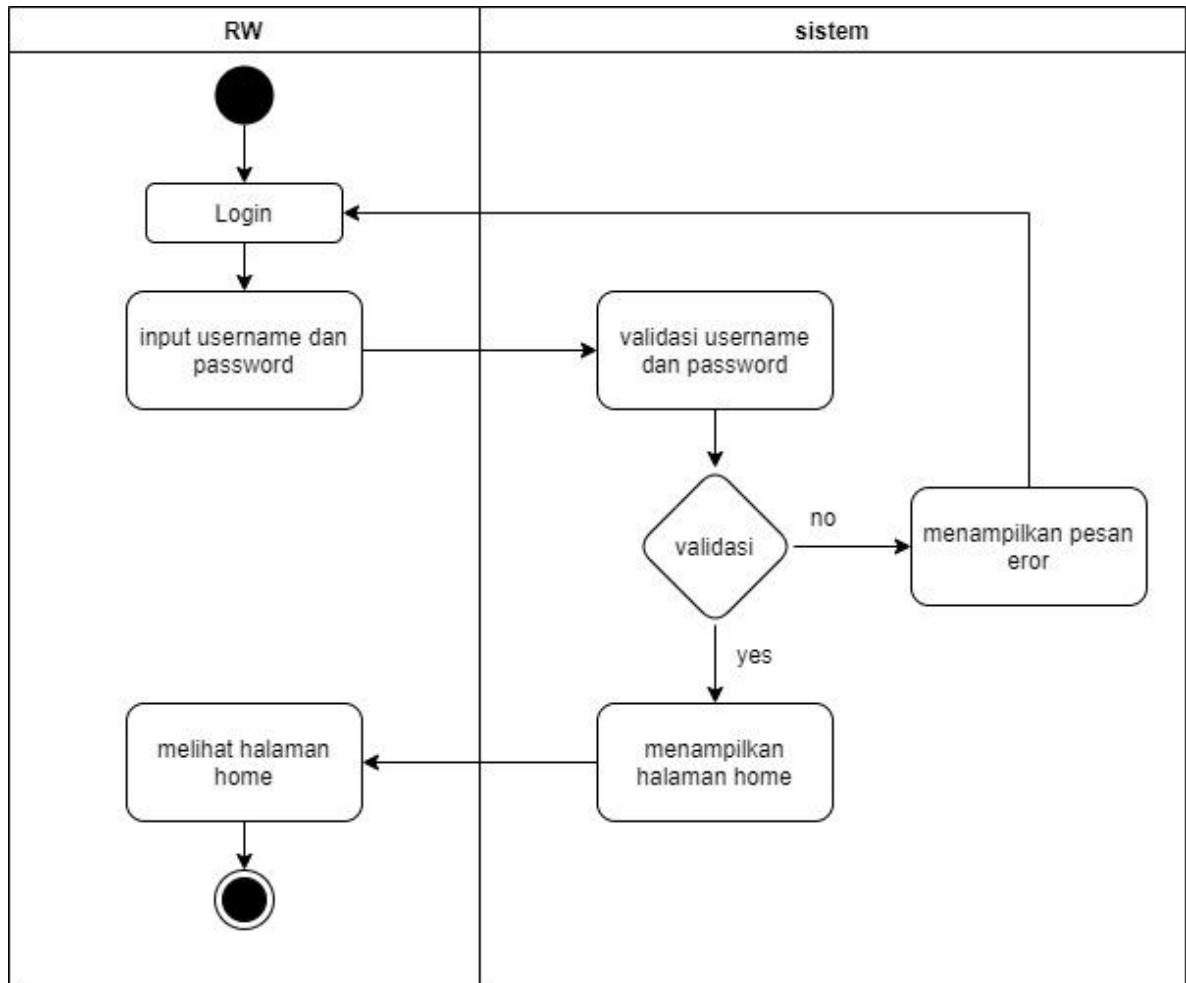 RW
sistem
Login
input username dan
password
validasi username
dan password
validasi
no
menampilkan pesan
eror
yes
menampilkan
halaman home
melihat halaman
home